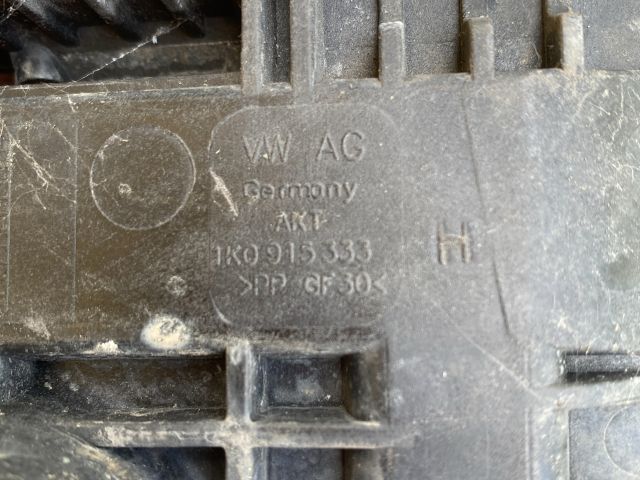 VW AG
Germany
AKT
1K0 915 333
>PP GF30<
H